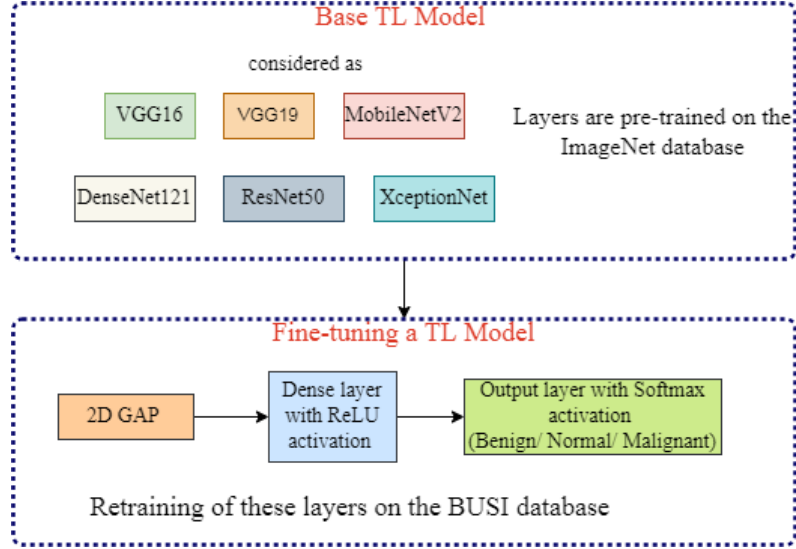 Base TL Model
considered as
VGG16
VGG19
MobileNetV2
Layers are pre-trained on the
ImageNet database
DenseNet121
ResNet50
XceptionNet
Fine-tuning a TL Model
2D GAP
Dense layer
with ReLU
activation
Output layer with Softmax
activation
(Benign/ Normal/ Malignant)
Retraining of these layers on the BUSI database